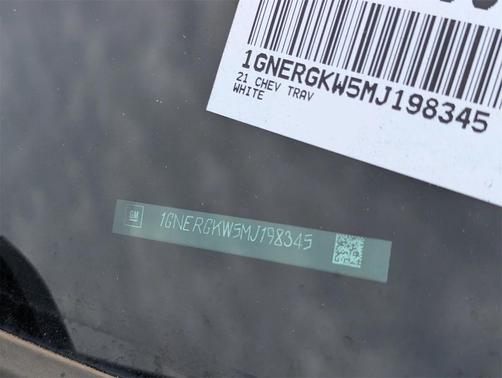 1GNERGKW5MJ198345
21 CHEV TRAV
WHITE
GM 1GNERGKW5MJ198345